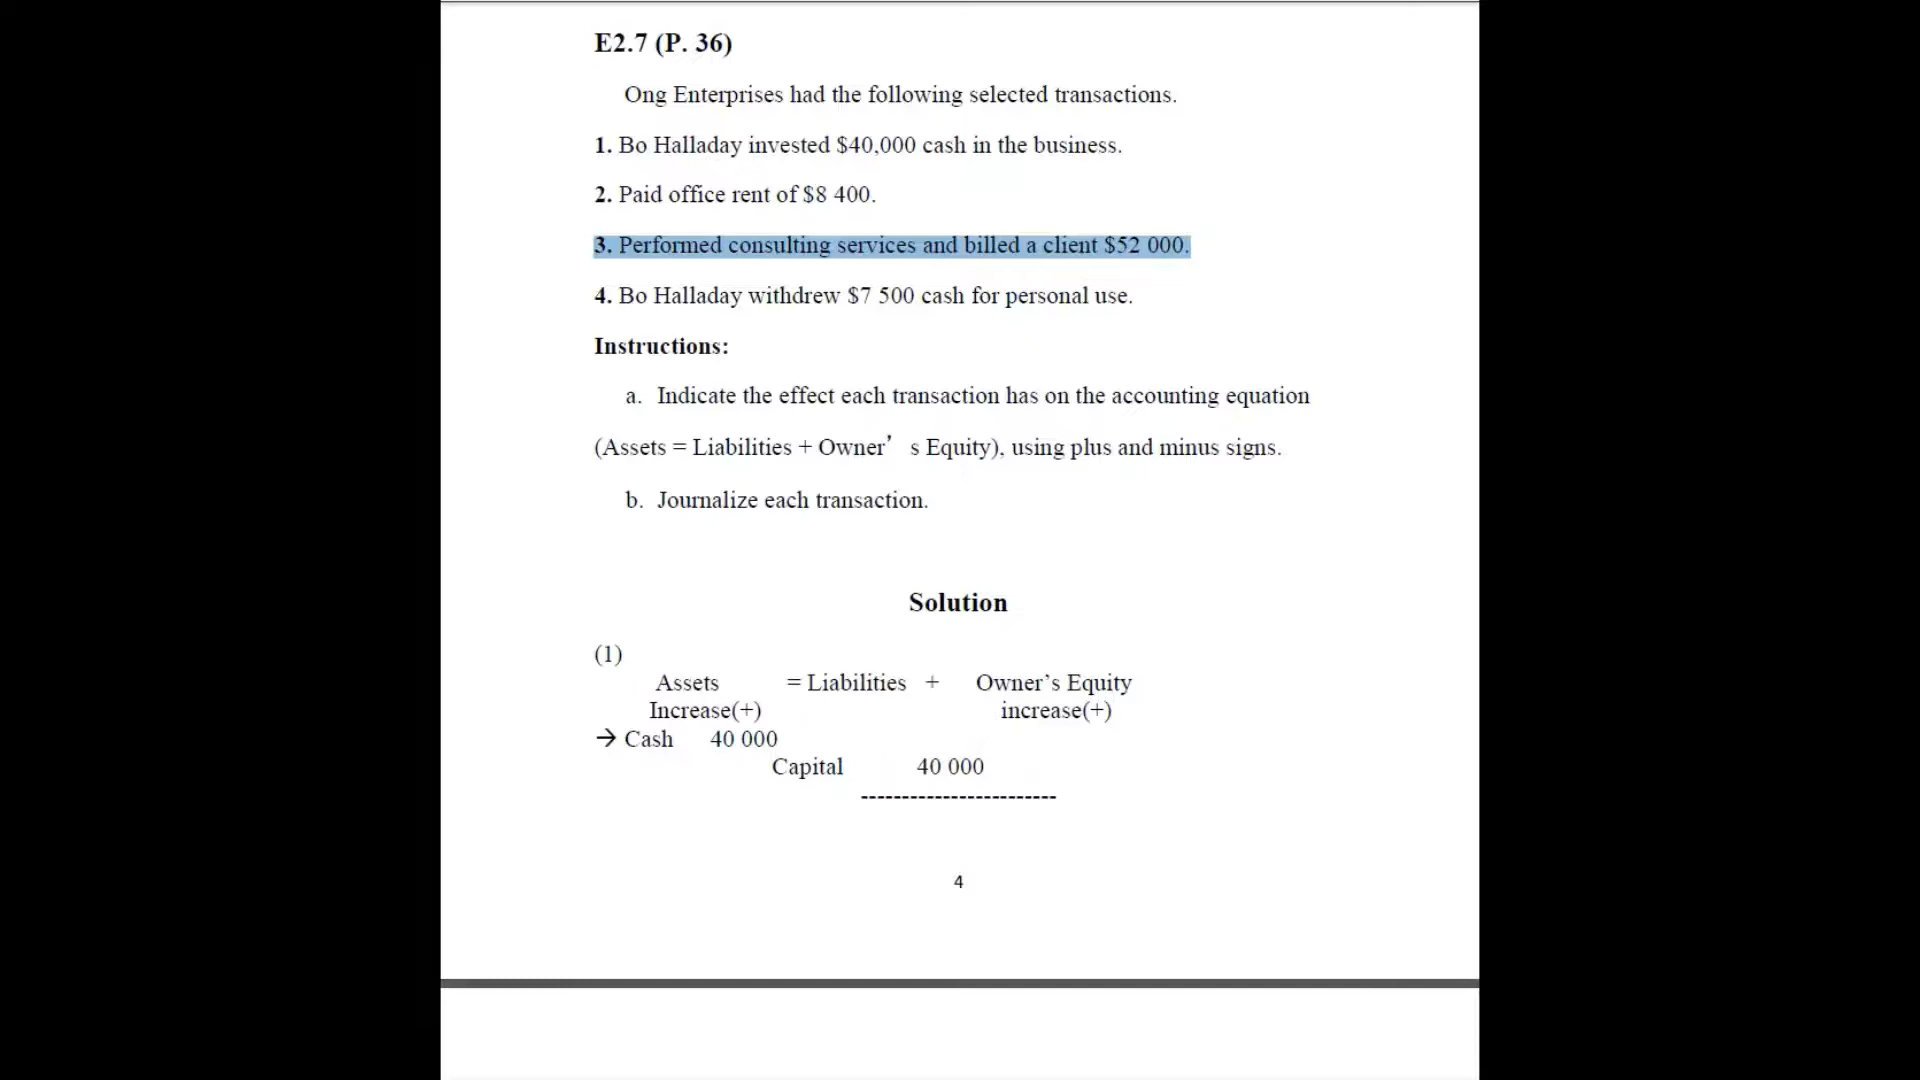 E2.7 (P. 36)
Ong Enterprises had the following selected transactions.
1. Bo Halladay invested $40,000 cash in the business.
2. Paid office rent of $8 400.
3. Performed consulting services and billed a client $52 000.
4. Bo Halladay withdrew $7 500 cash for personal use.
Instructions:
a. Indicate the effect each transaction has on the accounting equation
(Assets = Liabilities + Owner’ s Equity), using plus and minus signs.
b. Journalize each transaction.
Solution
(1)
Assets = Liabilities + Owner’s Equity
Increase(+) increase(+)
→ Cash 40 000
Capital 40 000
------------------------
4